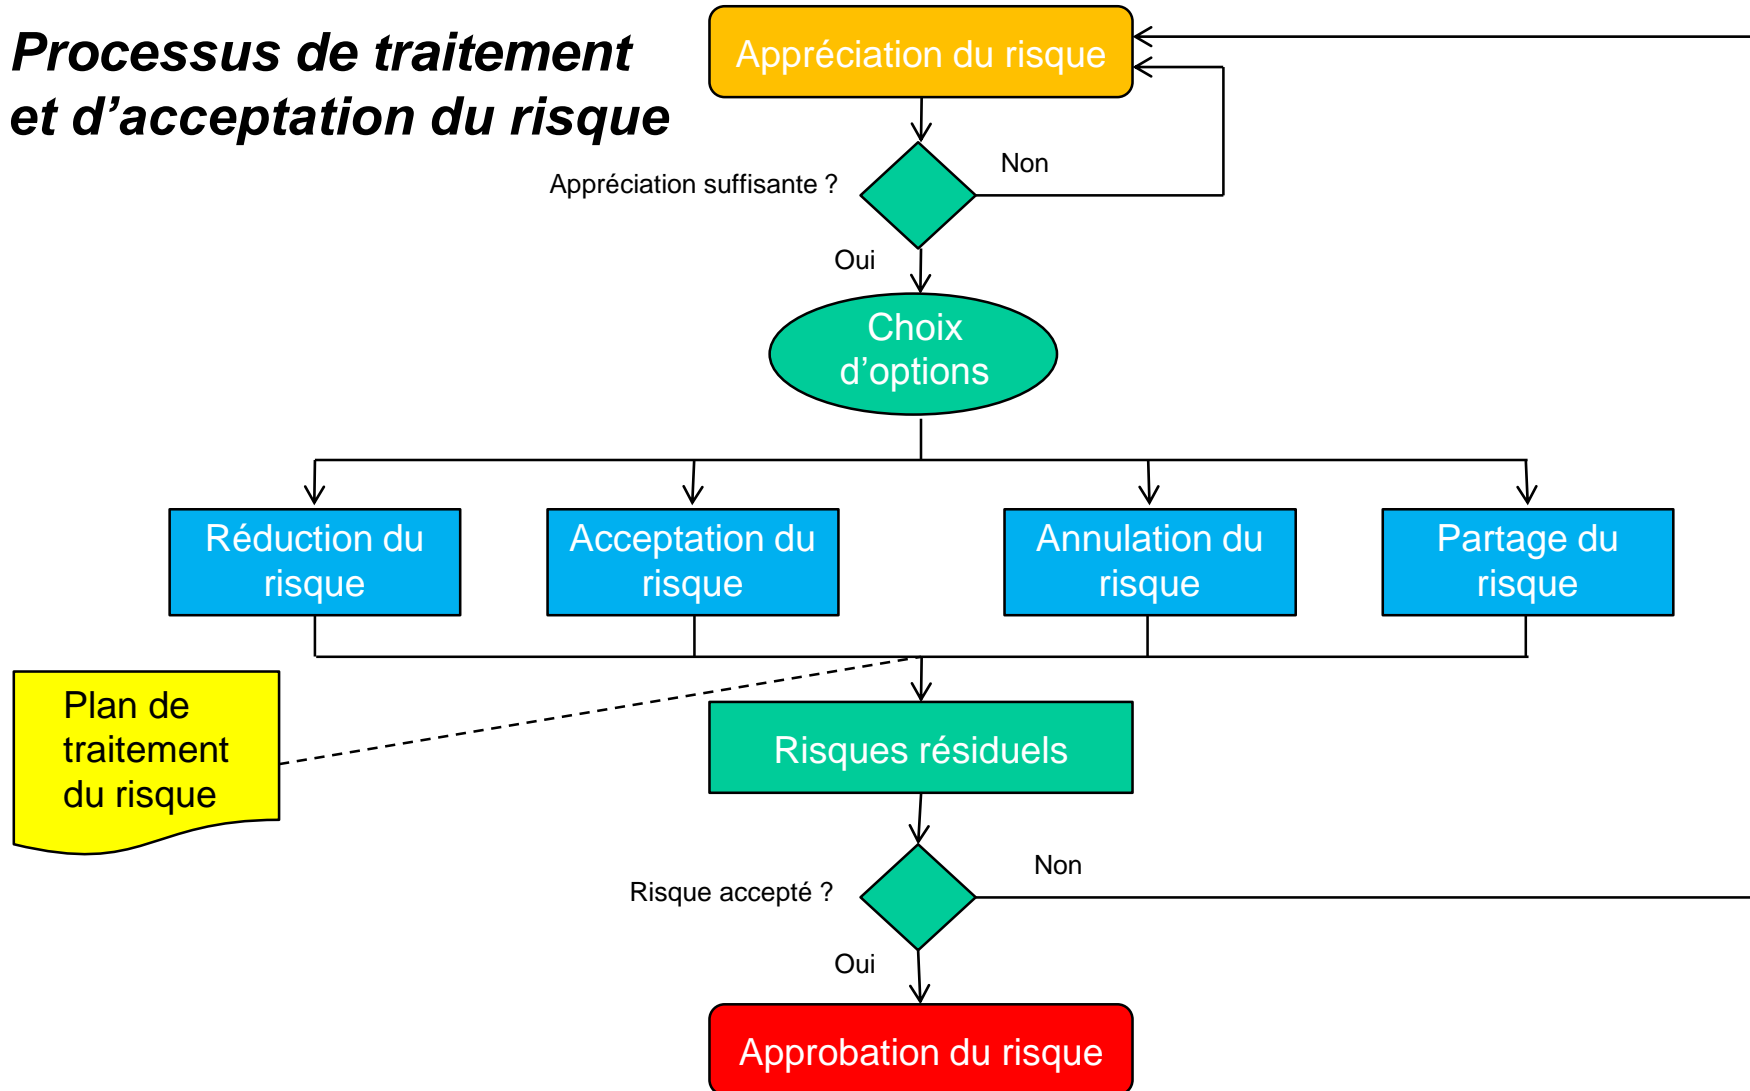 Processus de traitement
et d’acceptation du risque
Appréciation du risque
Appréciation suffisante ?
Non
Oui
Choix
d’options
Réduction du
risque
Acceptation du
risque
Annulation du
risque
Partage du
risque
Plan de
traitement
du risque
Risques résiduels
Risque accepté ?
Non
Oui
Approbation du risque